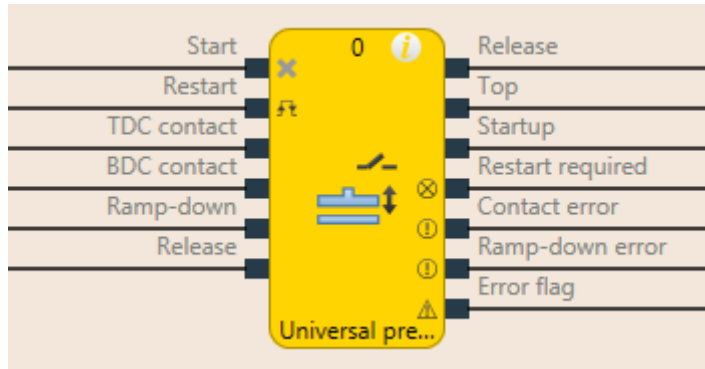 Start
Restart
TDC contact
BDC contact
Ramp-down
Release
0
i
Universal pre...
Release
Top
Startup
Restart required
Contact error
Ramp-down error
Error flag